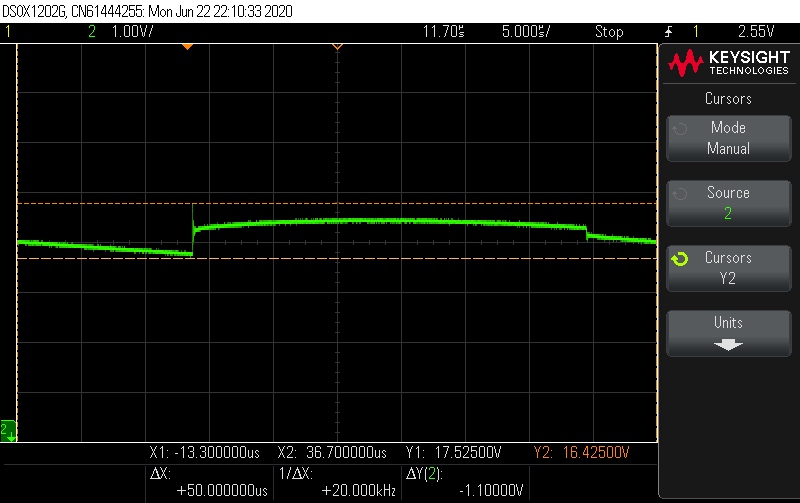 DSOX1202G, CN61444255: Mon Jun 22 22:10:33 2020
1 2 1.00V/ 11.70s 5.000s/ Stop 1 2.55V
KEYSIGHT
TECHNOLOGIES
Cursors
Mode
Manual
Source
2
Cursors
Y2
Units
2
X1: -13.300000us X2: 36.700000us Y1: 17.52500V Y2: 16.42500V
ΔX: 1/ΔX: ΔY(2):
+50.000000us +20.000kHz -1.10000V